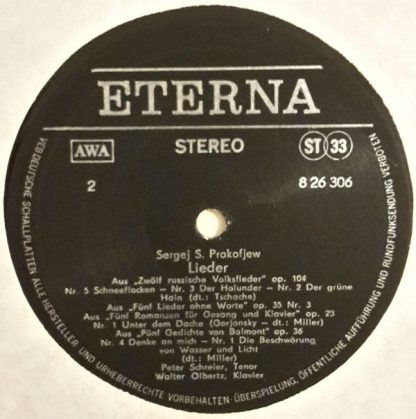 ETERNA
AWA
STEREO
ST 33
2
8 26 306
Sergej S. Prokofjew
Lieder
Aus „Zwölf russische Volkslieder" op. 104
Nr. 5 Schneeflocken — Nr. 3 Der Holunder — Nr. 2 Der grüne
Hain (dt.: Tschache)
Aus „Fünf Lieder ohne Worte" op. 35 Nr. 3
Aus „Fünf Romanzen für Gesang und Klavier" op. 23
Nr. 1 Unter dem Dache (Gorjansky — dt.: Miller)
Aus „Fünf Gedichte von Balmont" op. 36
Nr. 4 Denke an mich — Nr. 1 Die Beschwörung
von Wasser und Licht
(dt.: Miller)
Peter Schreier, Tenor
Walter Olbertz, Klavier
VEB DEUTSCHE SCHALLPLATTEN ALLE HERSTELLER UND URHEBERRECHTE VORBEHALTEN · ÜBERSPIELUNG, ÖFFENTLICHE AUFFÜHRUNG UND RUNDFUNKSENDUNG VERBOTEN